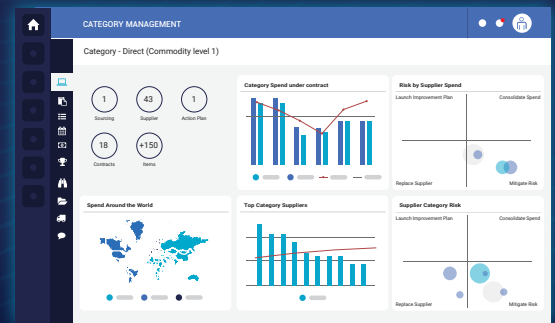 CATEGORY MANAGEMENT
Category - Direct (Commodity level 1)
1
Sourcing
43
Supplier
1
Action Plan
18
Contracts
+150
Items
Category Spend under contract
Risk by Supplier Spend
Launch Improvement Plan
Consolidate Spend
Replace Supplier
Mitigate Risk
Spend Around the World
Top Category Suppliers
Supplier Category Risk
Launch Improvement Plan
Consolidate Spend
Replace Supplier
Mitigate Risk